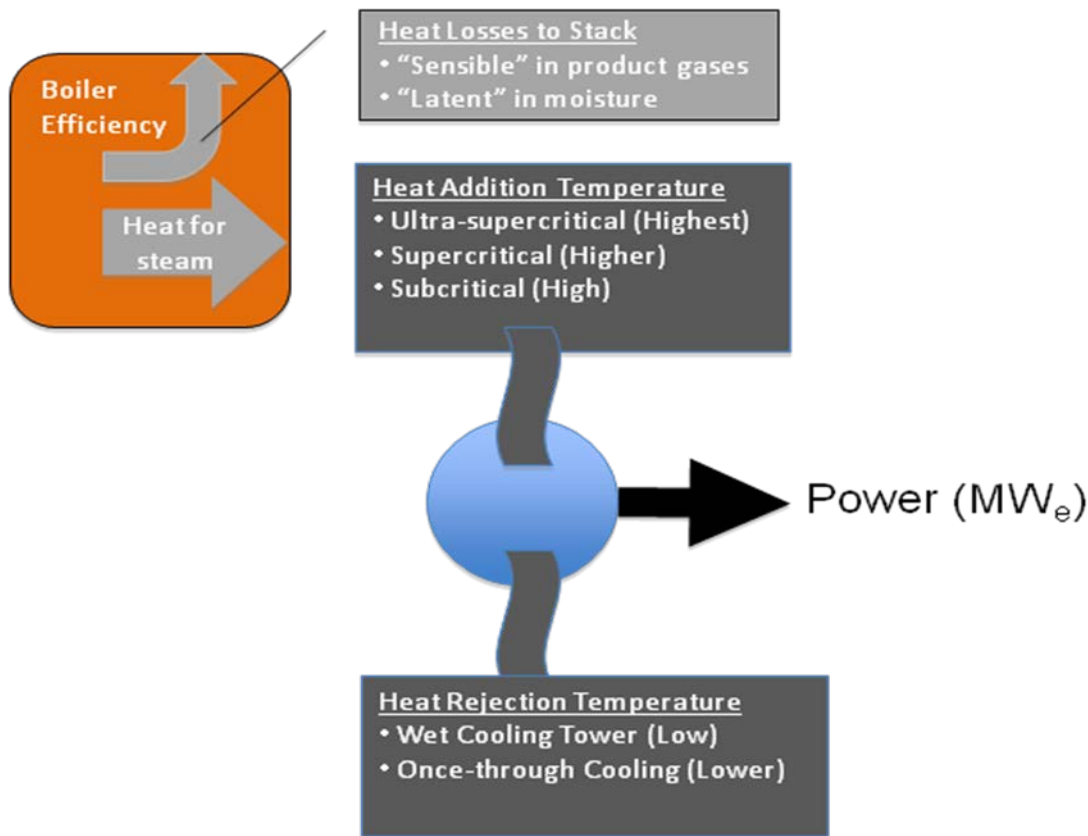 Boiler
Efficiency
Heat for
steam
Heat Losses to Stack
• “Sensible” in product gases
• “Latent” in moisture
Heat Addition Temperature
• Ultra-supercritical (Highest)
• Supercritical (Higher)
• Subcritical (High)
Power (MWₑ)
Heat Rejection Temperature
• Wet Cooling Tower (Low)
• Once-through Cooling (Lower)